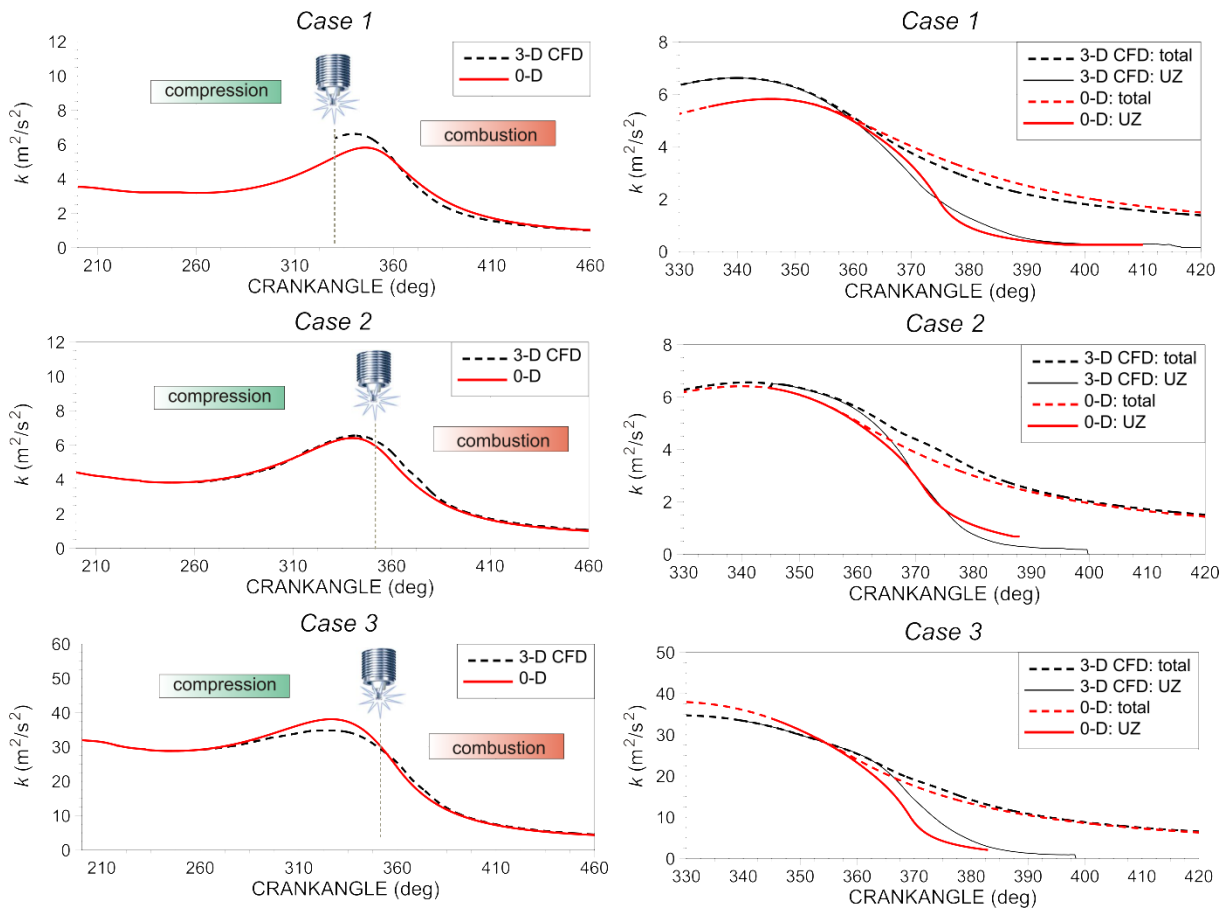 Case 1
12
10
8
6
4
2
0
k (m²/s²)
compression
combustion
3-D CFD
0-D
210
260
310
360
410
460
CRANKANGLE (deg)
Case 1
8
6
4
2
0
k (m²/s²)
3-D CFD: total
3-D CFD: UZ
0-D: total
0-D: UZ
330
340
350
360
370
380
390
400
410
420
CRANKANGLE (deg)
Case 2
12
10
8
6
4
2
0
k (m²/s²)
compression
combustion
3-D CFD
0-D
210
260
310
360
410
460
CRANKANGLE (deg)
Case 2
8
6
4
2
0
k (m²/s²)
3-D CFD: total
3-D CFD: UZ
0-D: total
0-D: UZ
330
340
350
360
370
380
390
400
410
420
CRANKANGLE (deg)
Case 3
60
50
40
30
20
10
0
k (m²/s²)
compression
combustion
3-D CFD
0-D
210
260
310
360
410
460
CRANKANGLE (deg)
Case 3
50
40
30
20
10
0
k (m²/s²)
3-D CFD: total
3-D CFD: UZ
0-D: total
0-D: UZ
330
340
350
360
370
380
390
400
410
420
CRANKANGLE (deg)